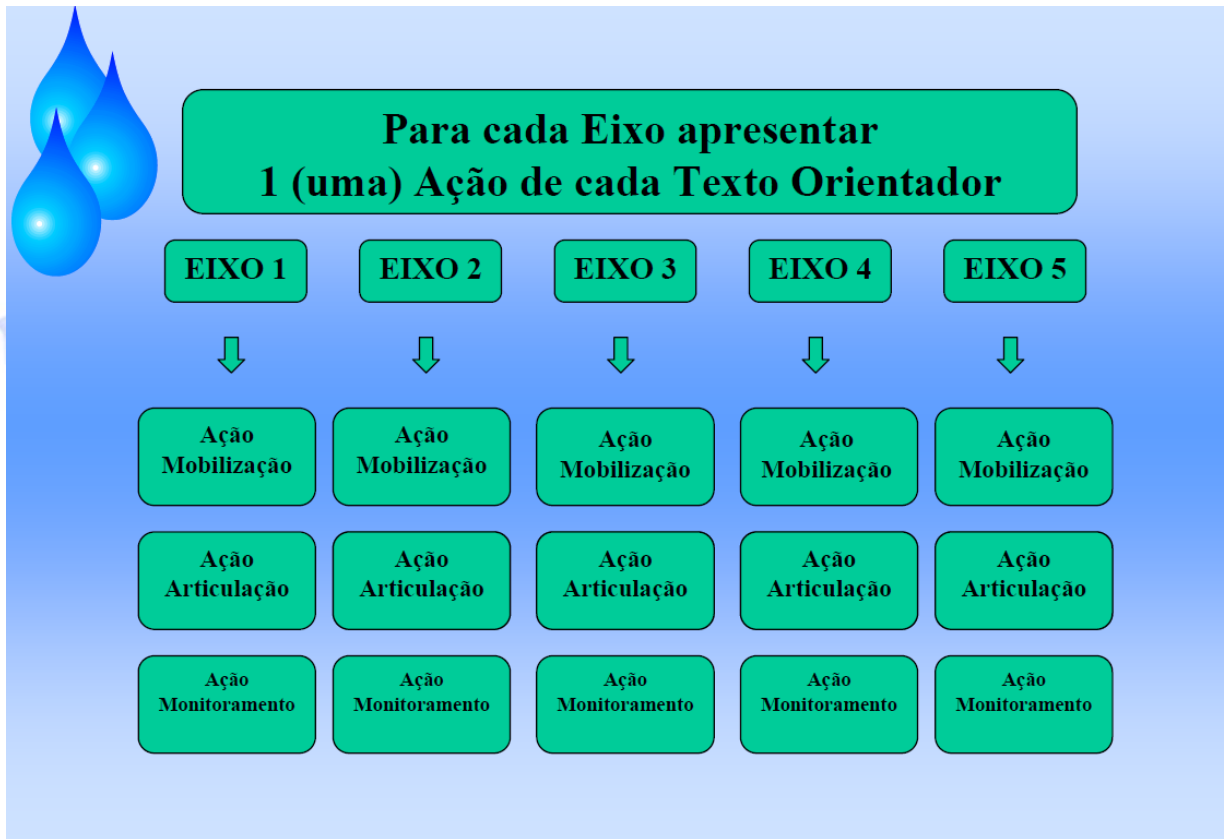 Para cada Eixo apresentar
1 (uma) Ação de cada Texto Orientador
EIXO 1
EIXO 2
EIXO 3
EIXO 4
EIXO 5
Ação
Mobilização
Ação
Mobilização
Ação
Mobilização
Ação
Mobilização
Ação
Mobilização
Ação
Articulação
Ação
Articulação
Ação
Articulação
Ação
Articulação
Ação
Articulação
Ação
Monitoramento
Ação
Monitoramento
Ação
Monitoramento
Ação
Monitoramento
Ação
Monitoramento